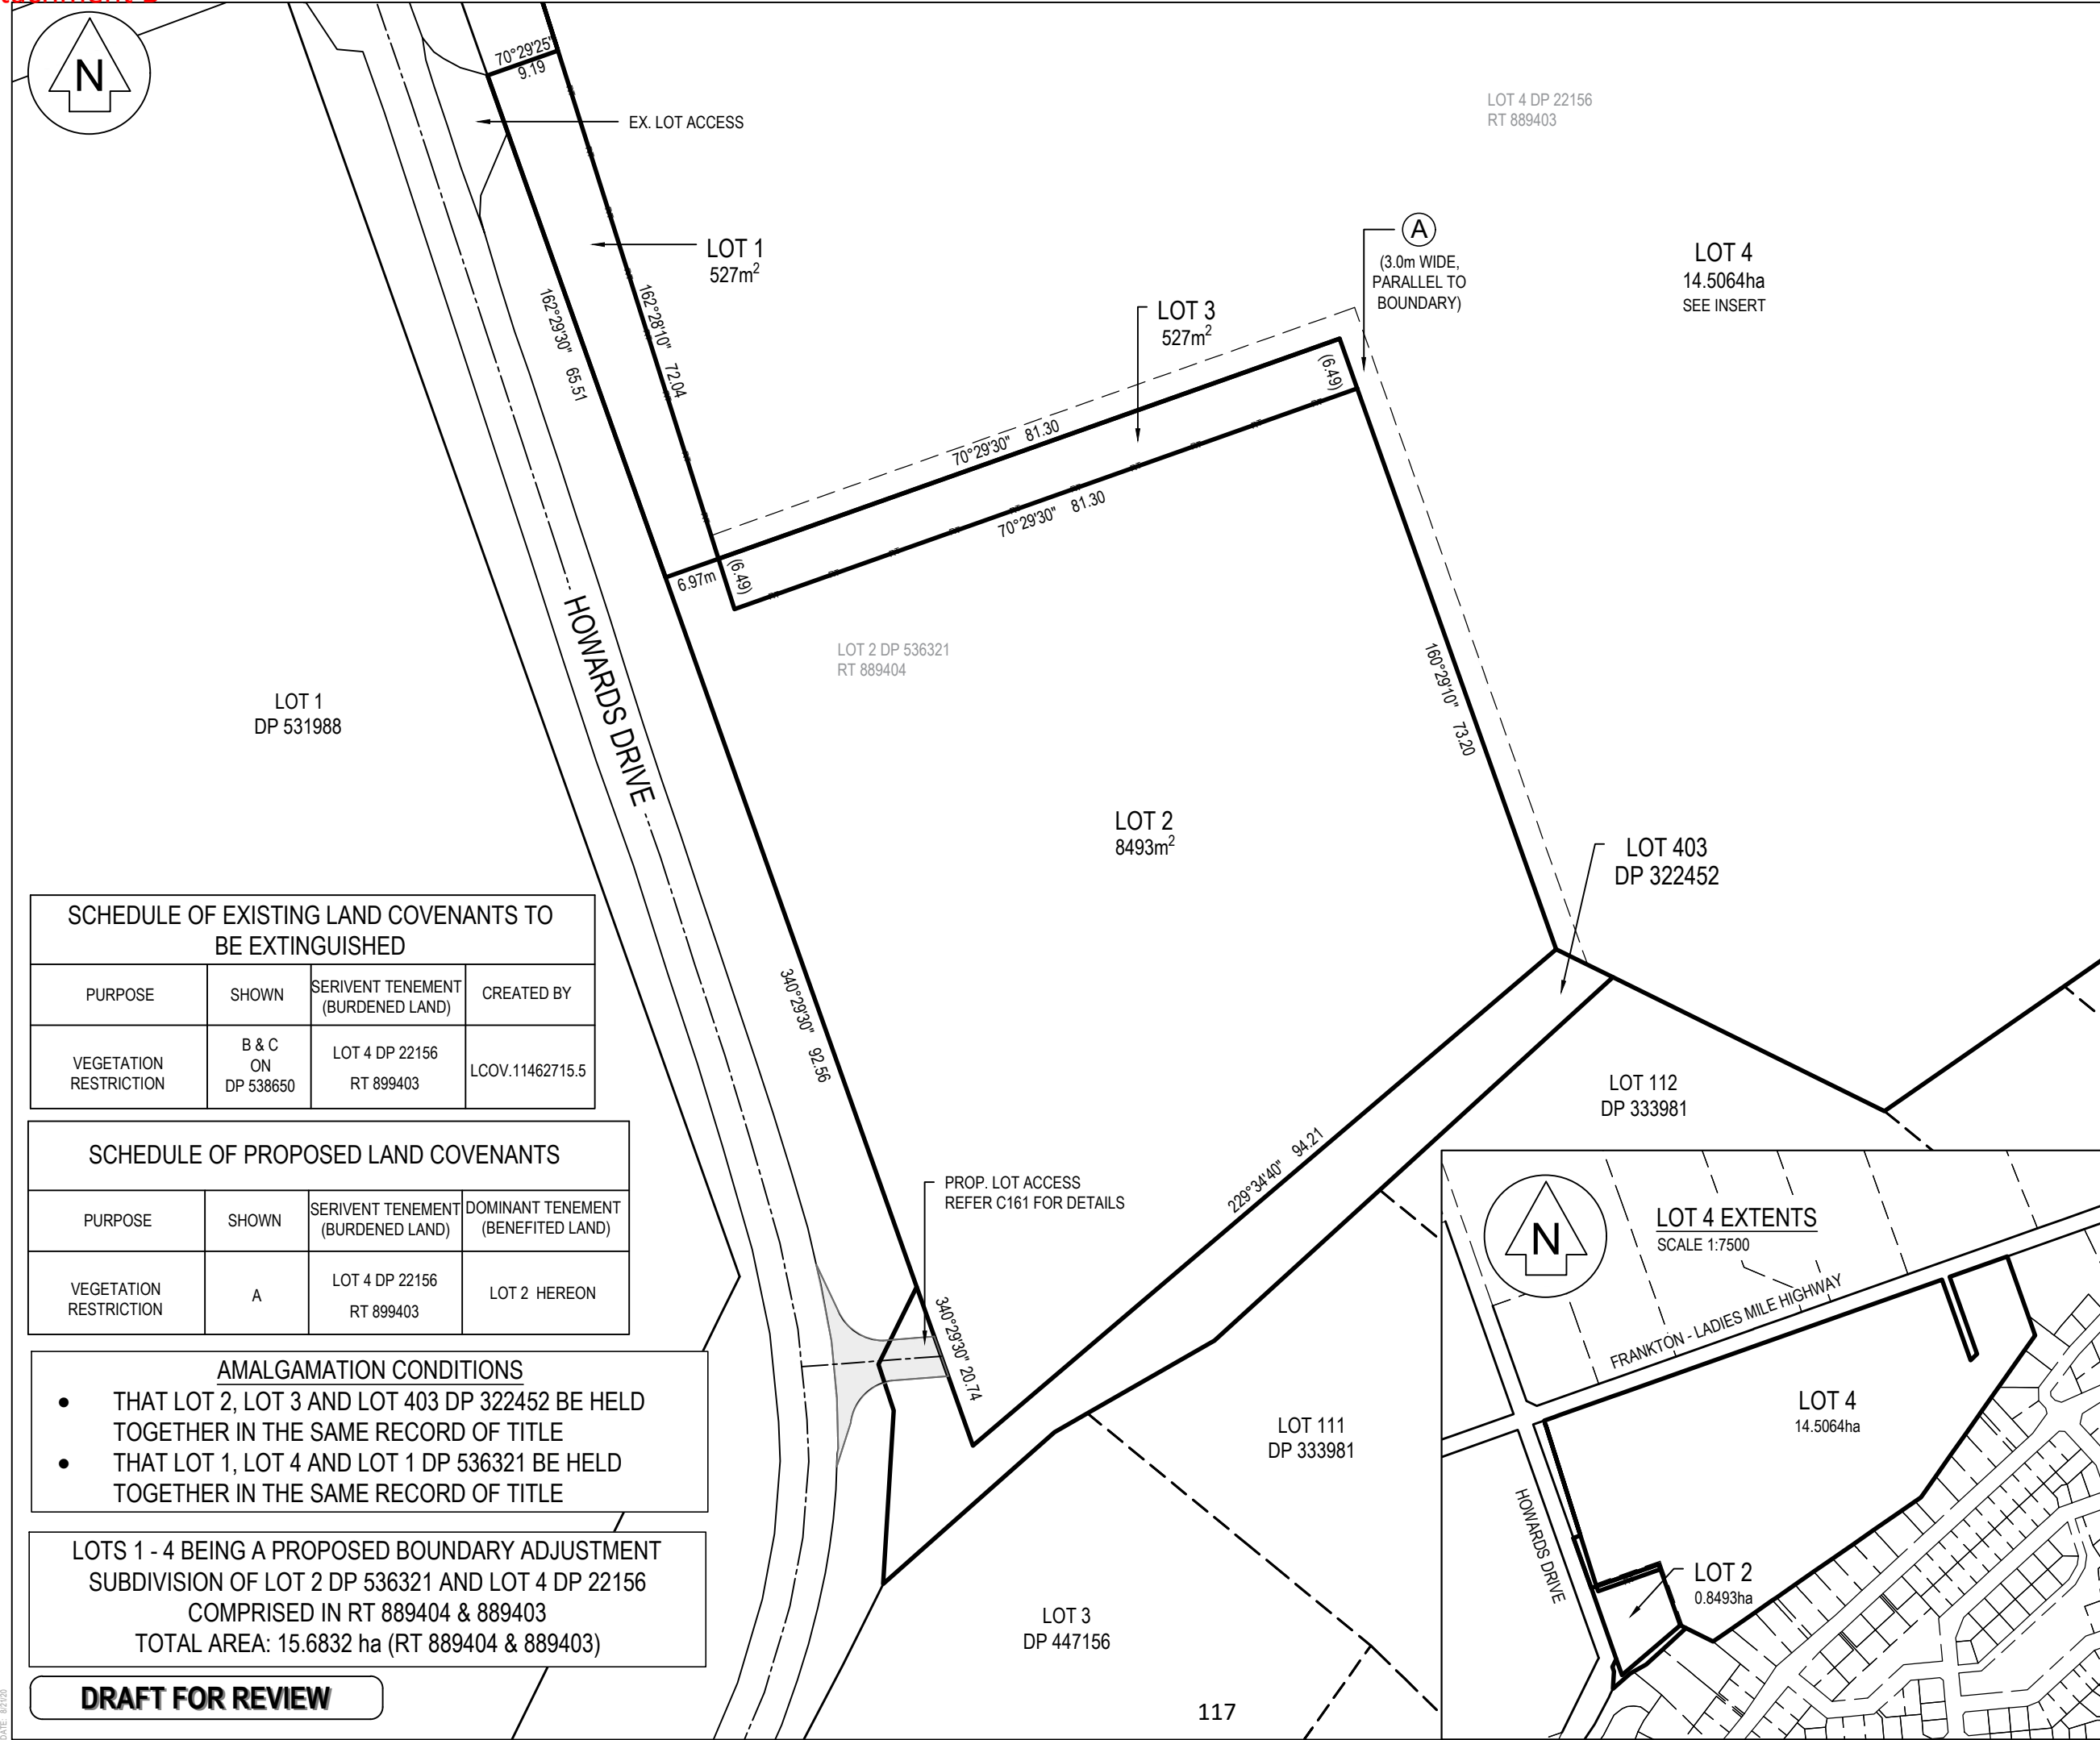 N
70°29'25"
9.19
EX. LOT ACCESS
LOT 4 DP 22156
RT 889403
LOT 1
527m²
162°29'30" 65.51
162°28'10" 72.04
LOT 3
527m²
A
(3.0m WIDE,
PARALLEL TO
BOUNDARY)
LOT 4
14.5064ha
SEE INSERT
(6.49)
70°29'30" 81.30
70°29'30" 81.30
6.97m
(6.49)
HOWARDS DRIVE
LOT 2 DP 536321
RT 889404
160°29'10" 73.20
LOT 1
DP 531988
LOT 2
8493m²
LOT 403
DP 322452
340°29'30" 92.56
229°34'40" 94.21
LOT 112
DP 333981
PROP. LOT ACCESS
REFER C161 FOR DETAILS
340°29'30" 20.74
LOT 111
DP 333981
LOT 3
DP 447156
SCHEDULE OF EXISTING LAND COVENANTS TO
BE EXTINGUISHED
PURPOSE
SHOWN
SERIVENT TENEMENT
(BURDENED LAND)
CREATED BY
VEGETATION
RESTRICTION
B & C
ON
DP 538650
LOT 4 DP 22156
RT 899403
LCOV.11462715.5
SCHEDULE OF PROPOSED LAND COVENANTS
PURPOSE
SHOWN
SERIVENT TENEMENT
(BURDENED LAND)
DOMINANT TENEMENT
(BENEFITED LAND)
VEGETATION
RESTRICTION
A
LOT 4 DP 22156
RT 899403
LOT 2 HEREON
AMALGAMATION CONDITIONS
• THAT LOT 2, LOT 3 AND LOT 403 DP 322452 BE HELD
TOGETHER IN THE SAME RECORD OF TITLE
• THAT LOT 1, LOT 4 AND LOT 1 DP 536321 BE HELD
TOGETHER IN THE SAME RECORD OF TITLE
LOTS 1 - 4 BEING A PROPOSED BOUNDARY ADJUSTMENT
SUBDIVISION OF LOT 2 DP 536321 AND LOT 4 DP 22156
COMPRISED IN RT 889404 & 889403
TOTAL AREA: 15.6832 ha (RT 889404 & 889403)
DRAFT FOR REVIEW
117
N
LOT 4 EXTENTS
SCALE 1:7500
FRANKTON - LADIES MILE HIGHWAY
LOT 4
14.5064ha
HOWARDS DRIVE
LOT 2
0.8493ha